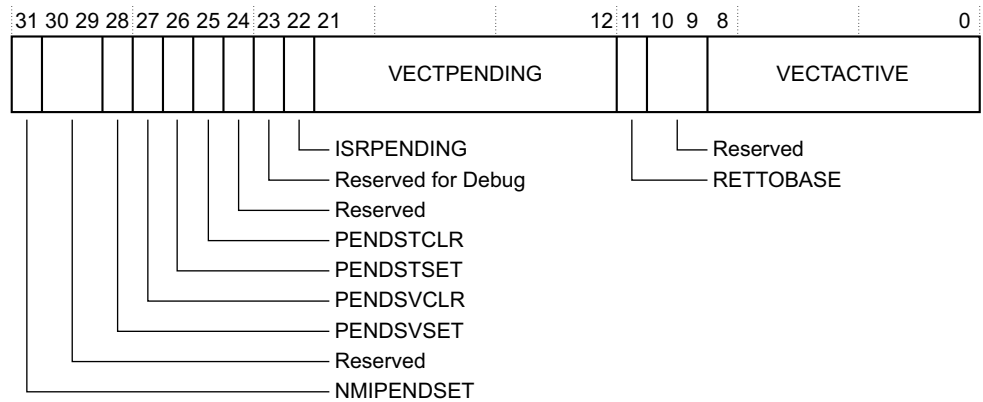 31 30 29 28 27 26 25 24 23 22 21 12 11 10 9 8 0
VECTPENDING VECTACTIVE
ISRPENDING Reserved
Reserved for Debug RETTOBASE
Reserved
PENDSTCLR
PENDSTSET
PENDSVCLR
PENDSVSET
Reserved
NMIPENDSET